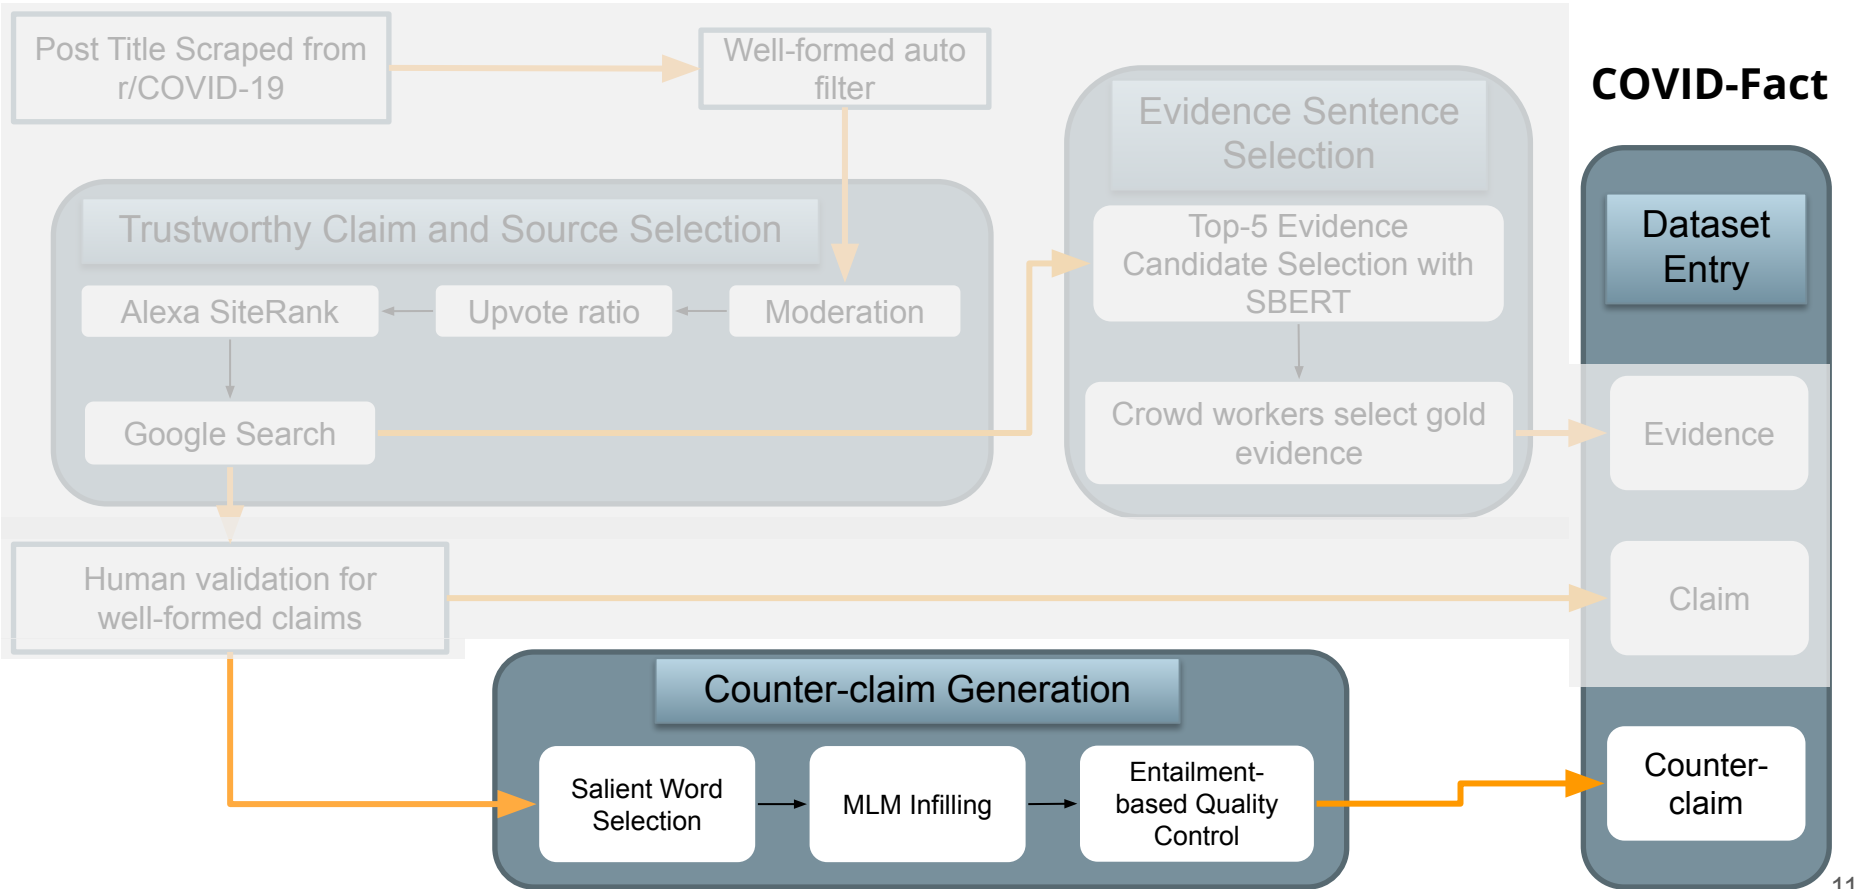 Post Title Scraped from
r/COVID-19
Well-formed auto
filter
COVID-Fact
Evidence Sentence
Selection
Trustworthy Claim and Source Selection
Top-5 Evidence
Candidate Selection with
SBERT
Dataset
Entry
Alexa SiteRank
Upvote ratio
Moderation
Google Search
Crowd workers select gold
evidence
Evidence
Human validation for
well-formed claims
Claim
Counter-claim Generation
Salient Word
Selection
MLM Infilling
Entailment-
based Quality
Control
Counter-
claim
11